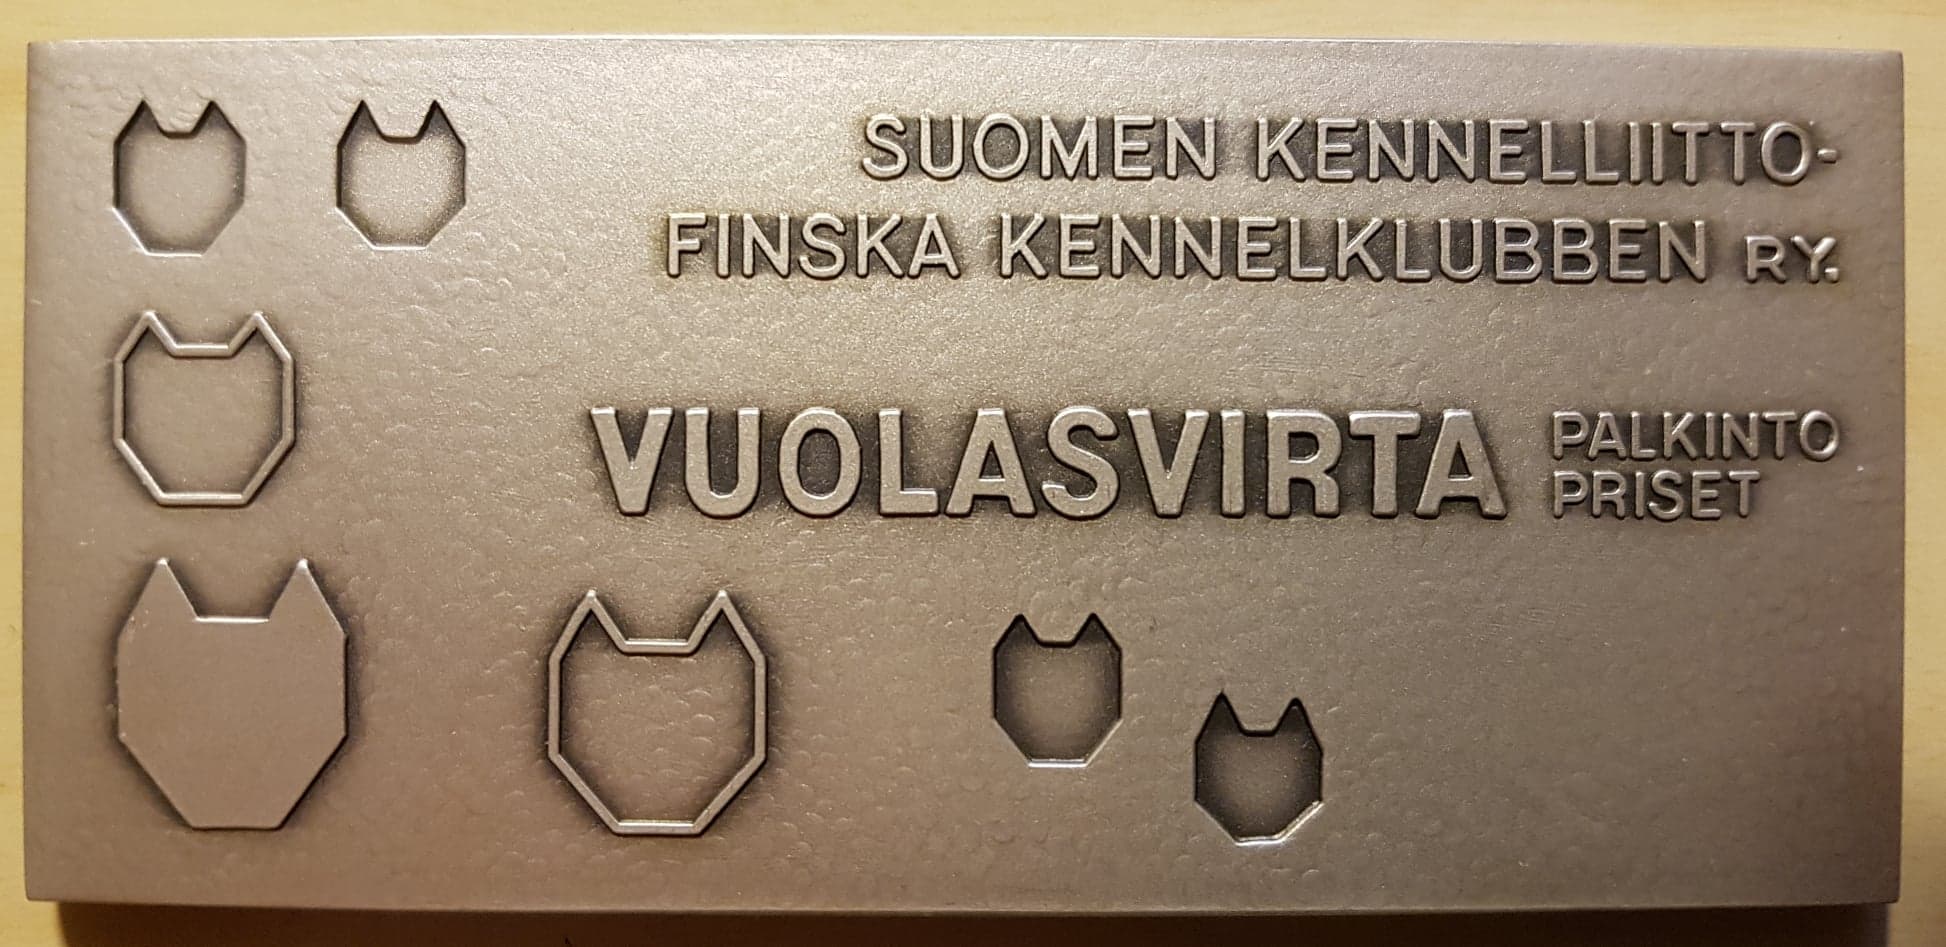 SUOMEN KENNELLIITTO-
FINSKA KENNELKLUBBEN RY.
VUOLASVIRTA PALKINTO
PRISET